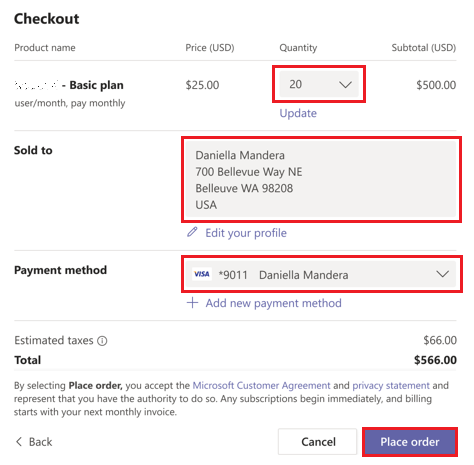 Checkout
Product name Price (USD) Quantity Subtotal (USD)
- Basic plan $25.00 20 $500.00
user/month, pay monthly
Update
Sold to
Daniella Mandera
700 Bellevue Way NE
Belleuve WA 98208
USA
Edit your profile
Payment method VISA *9011 Daniella Mandera
Add new payment method
Estimated taxes $66.00
Total $566.00
By selecting Place order, you accept the Microsoft Customer Agreement and privacy statement and
represent that you have the authority to do so. Any subscriptions begin immediately, and billing
starts with your next monthly invoice.
Back Cancel Place order